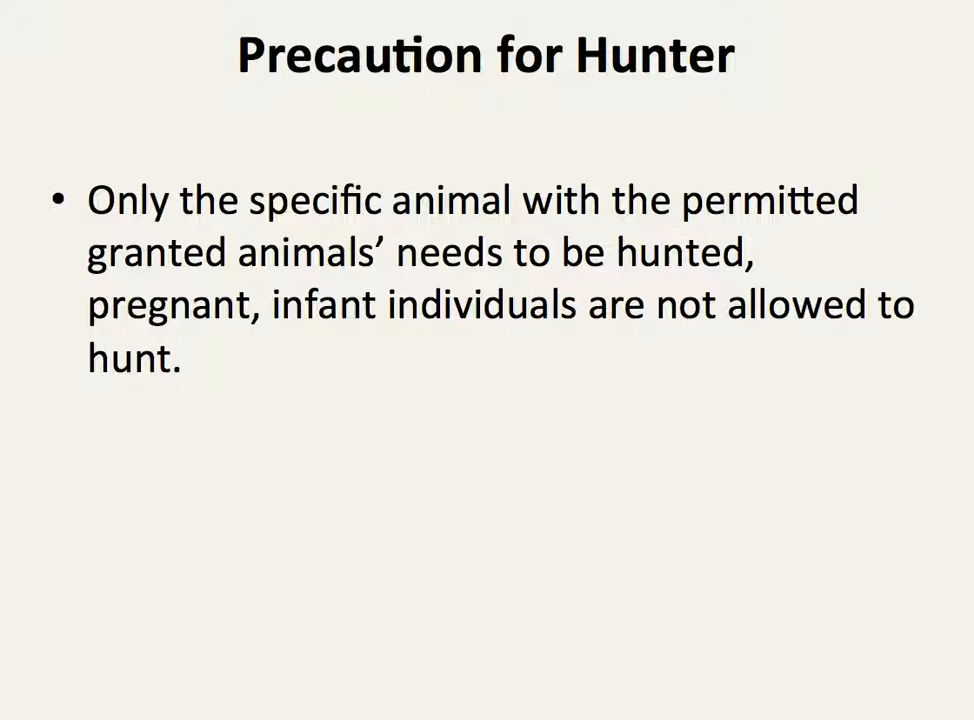 Precaution for Hunter
• Only the specific animal with the permitted
granted animals’ needs to be hunted,
pregnant, infant individuals are not allowed to
hunt.